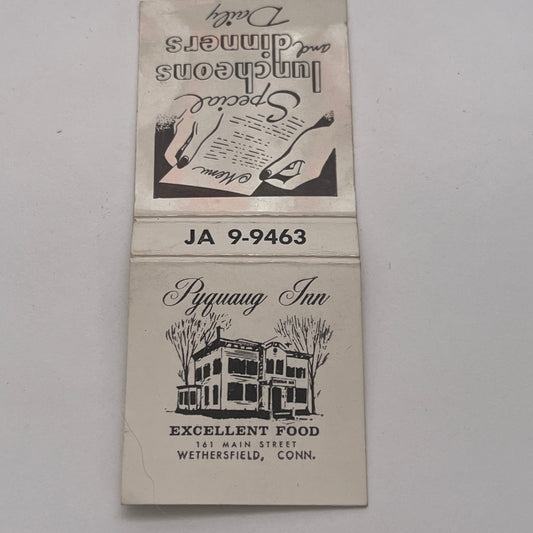 Special
luncheons
and dinners
Daily
Menu
JA 9-9463
Pyquaug Inn
EXCELLENT FOOD
161 MAIN STREET
WETHERSFIELD, CONN.